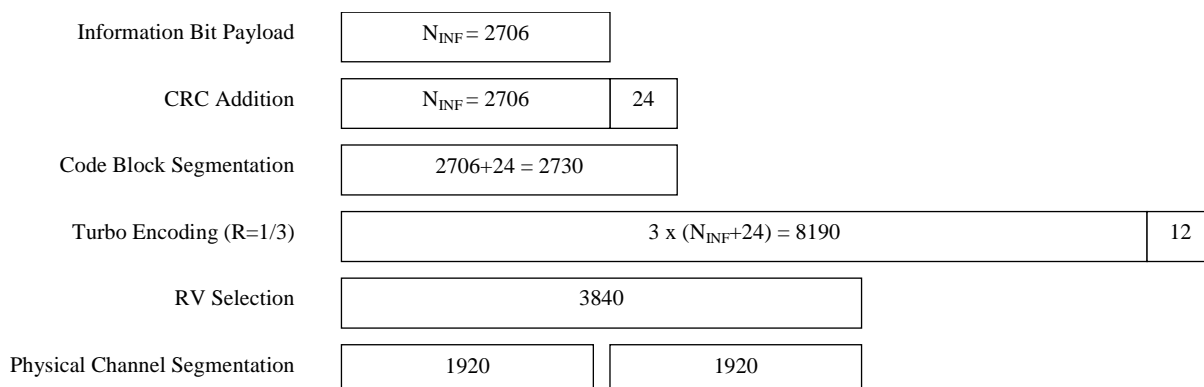 Information Bit Payload N_INF = 2706
CRC Addition N_INF = 2706 24
Code Block Segmentation 2706+24 = 2730
Turbo Encoding (R=1/3) 3 x (N_INF+24) = 8190 12
RV Selection 3840
Physical Channel Segmentation 1920 1920